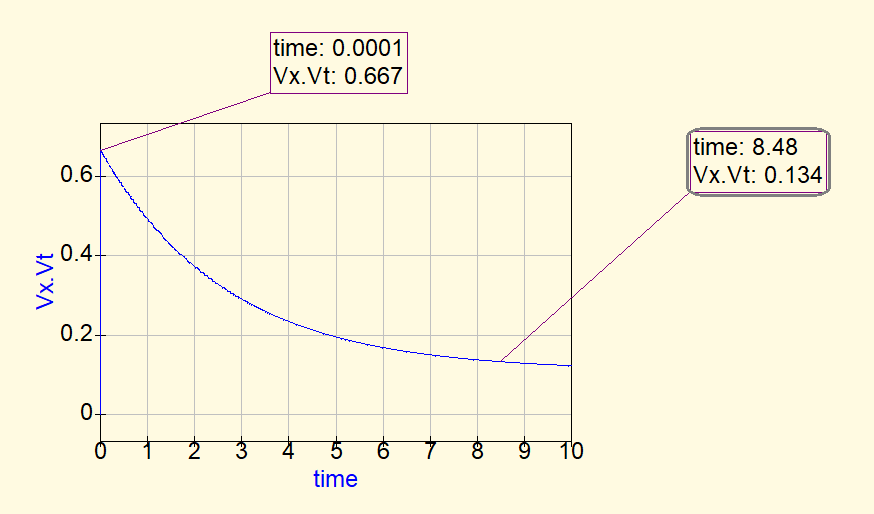 time: 0.0001
Vx.Vt: 0.667
time: 8.48
Vx.Vt: 0.134
0.6
0.4
0.2
0
Vx.Vt
0 1 2 3 4 5 6 7 8 9 10
time